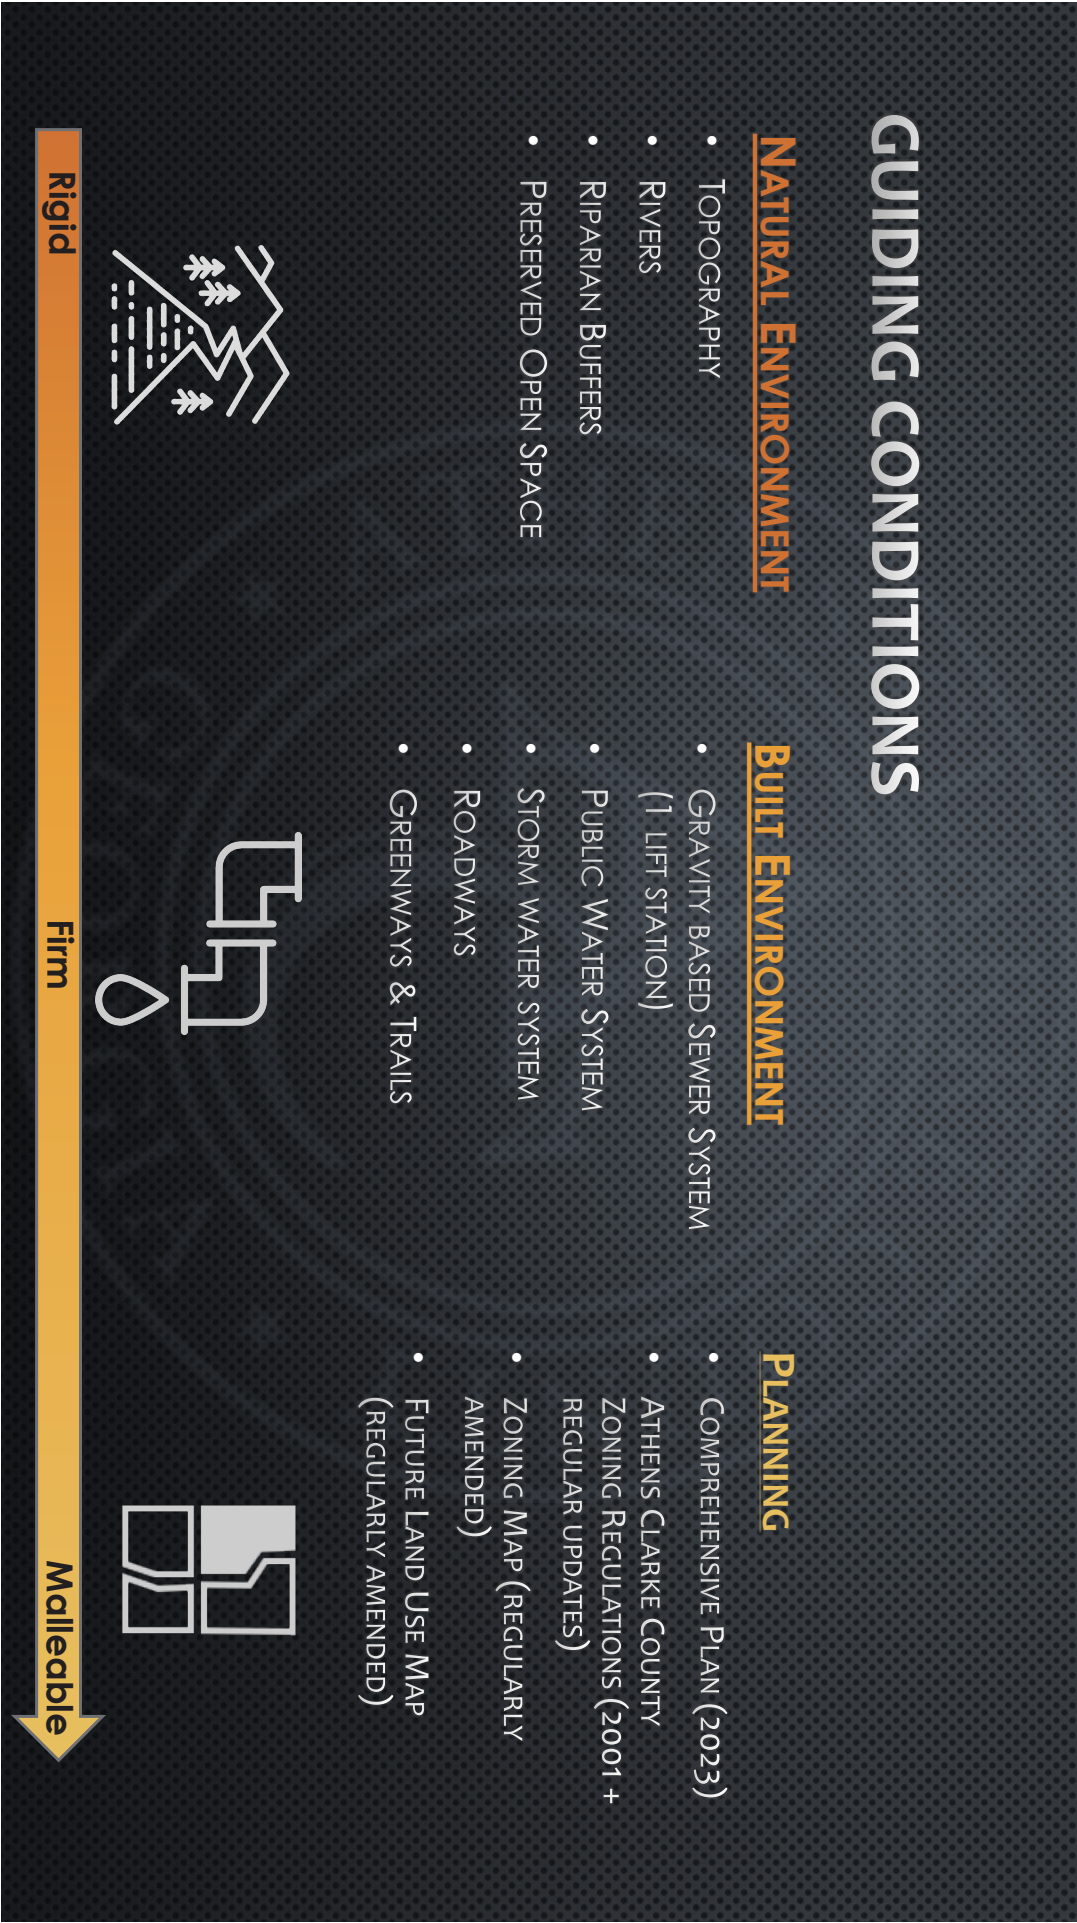 GUIDING CONDITIONS
NATURAL ENVIRONMENT
• TOPOGRAPHY
• RIVERS
• RIPARIAN BUFFERS
• PRESERVED OPEN SPACE
BUILT ENVIRONMENT
• GRAVITY BASED SEWER SYSTEM
(1 LIFT STATION)
• PUBLIC WATER SYSTEM
• STORM WATER SYSTEM
• ROADWAYS
• GREENWAYS & TRAILS
PLANNING
• COMPREHENSIVE PLAN (2023)
• ATHENS CLARKE COUNTY
ZONING REGULATIONS (2001 +
REGULAR UPDATES)
• ZONING MAP (REGULARLY
AMENDED)
• FUTURE LAND USE MAP
(REGULARLY AMENDED)
Rigid
Firm
Malleable